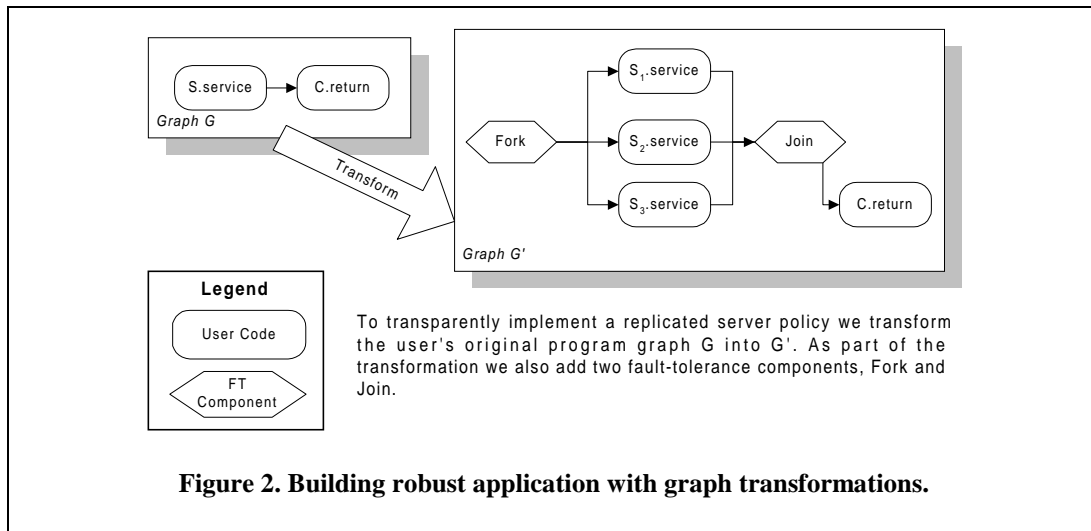 S.service
C.return
Graph G
Transform
Fork
S1.service
S2.service
S3.service
Join
C.return
Graph G'
Legend
User Code
FT
Component
To transparently implement a replicated server policy we transform
the user's original program graph G into G'. As part of the
transformation we also add two fault-tolerance components, Fork and
Join.
Figure 2. Building robust application with graph transformations.